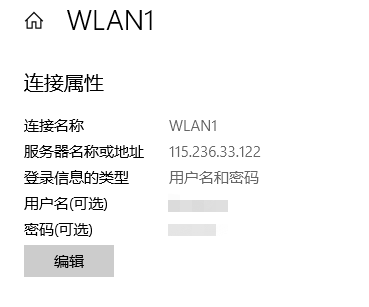 WLAN1
连接属性
连接名称 WLAN1
服务器名称或地址 115.236.33.122
登录信息的类型 用户名和密码
用户名(可选)
密码(可选)
编辑